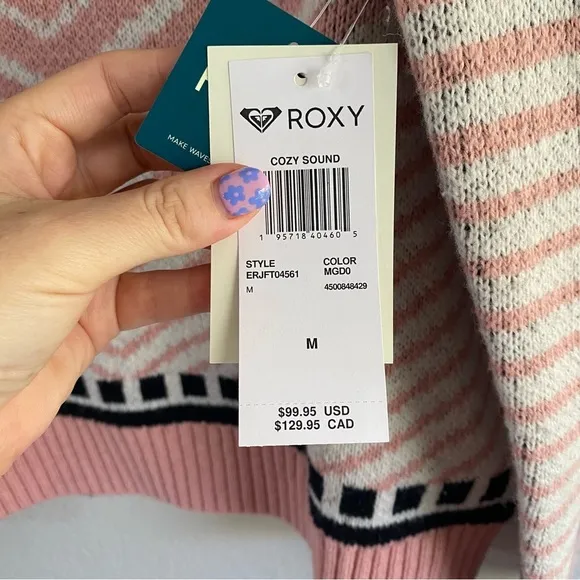 MAKE WAVES
ROXY
COZY SOUND
1 95718 40460 5
STYLE
ERJFT04561
COLOR
MGD0
M
4500848429
M
$99.95 USD
$129.95 CAD